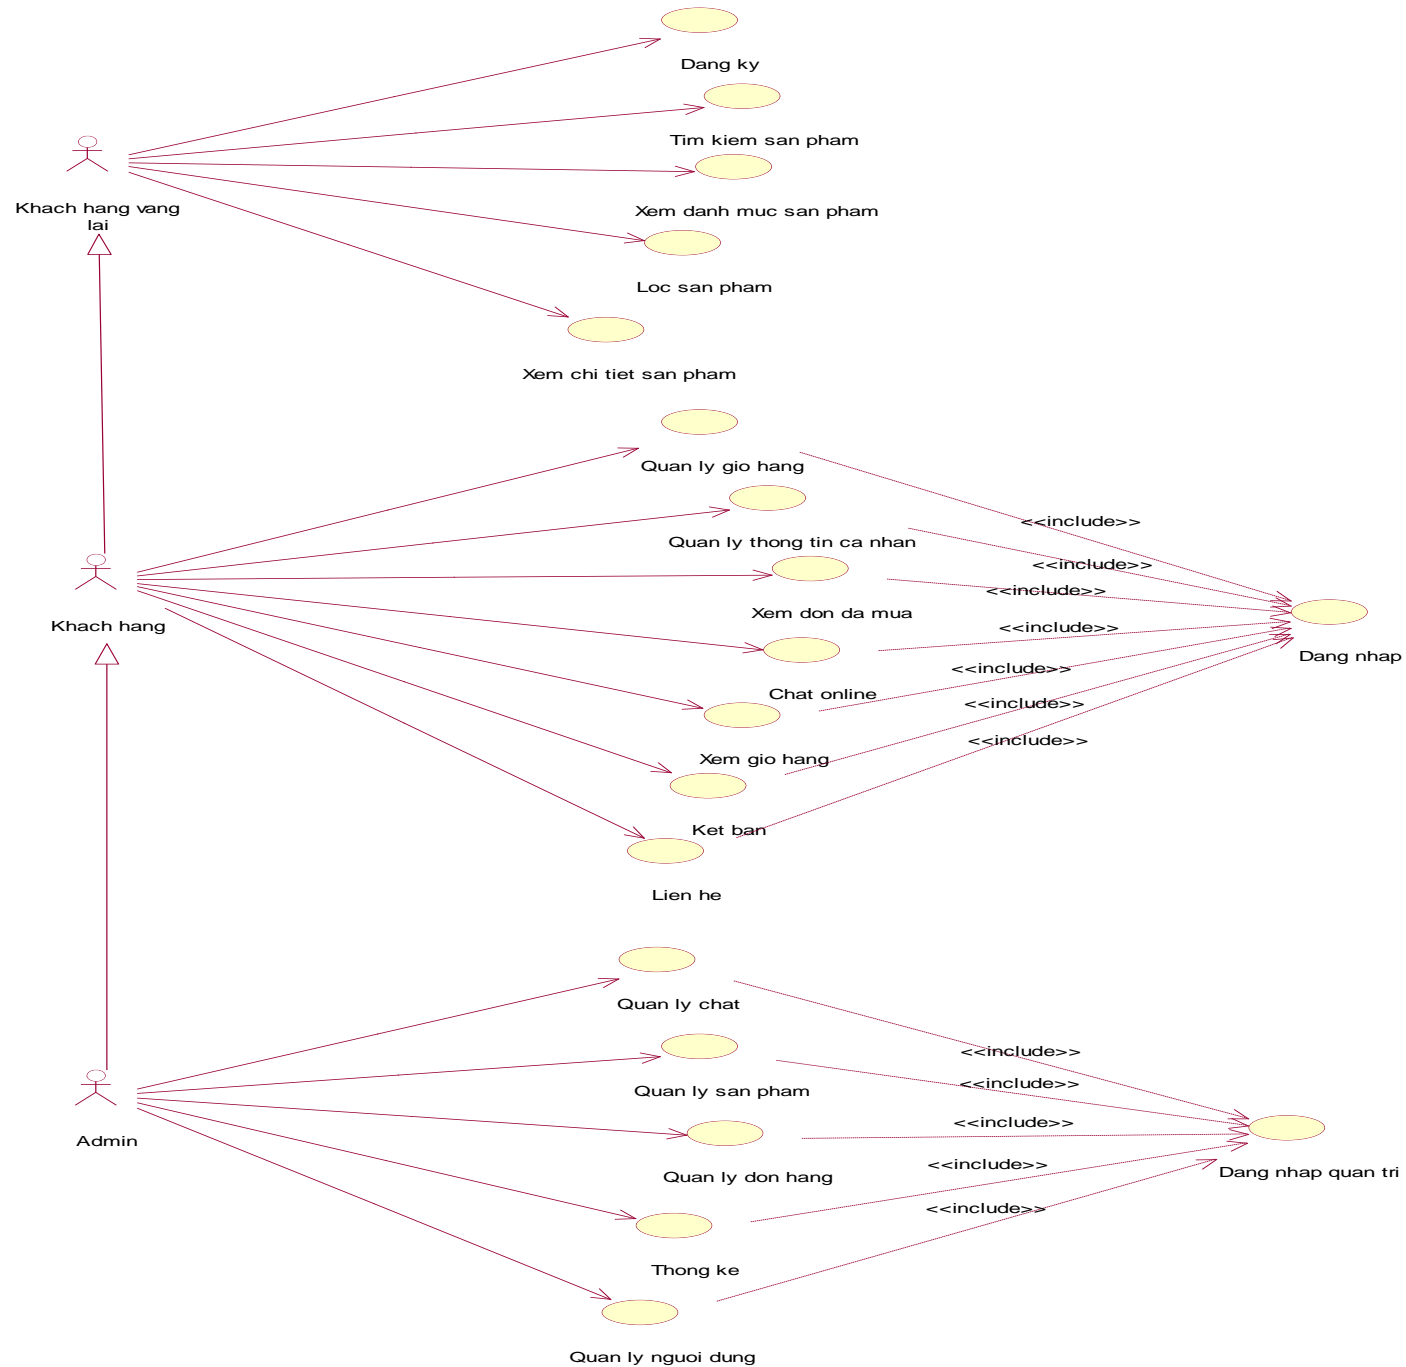 Dang ky
Tim kiem san pham
Khach hang vang
lai
Xem danh muc san pham
Loc san pham
Xem chi tiet san pham
Quan ly gio hang
<<include>>
Quan ly thong tin ca nhan
<<include>>
<<include>>
Xem don da mua
Khach hang
<<include>>
Dang nhap
<<include>>
Chat online
<<include>>
<<include>>
Xem gio hang
Ket ban
Lien he
Quan ly chat
<<include>>
<<include>>
Quan ly san pham
<<include>>
Admin
<<include>>
Dang nhap quan tri
Quan ly don hang
<<include>>
Thong ke
Quan ly nguoi dung